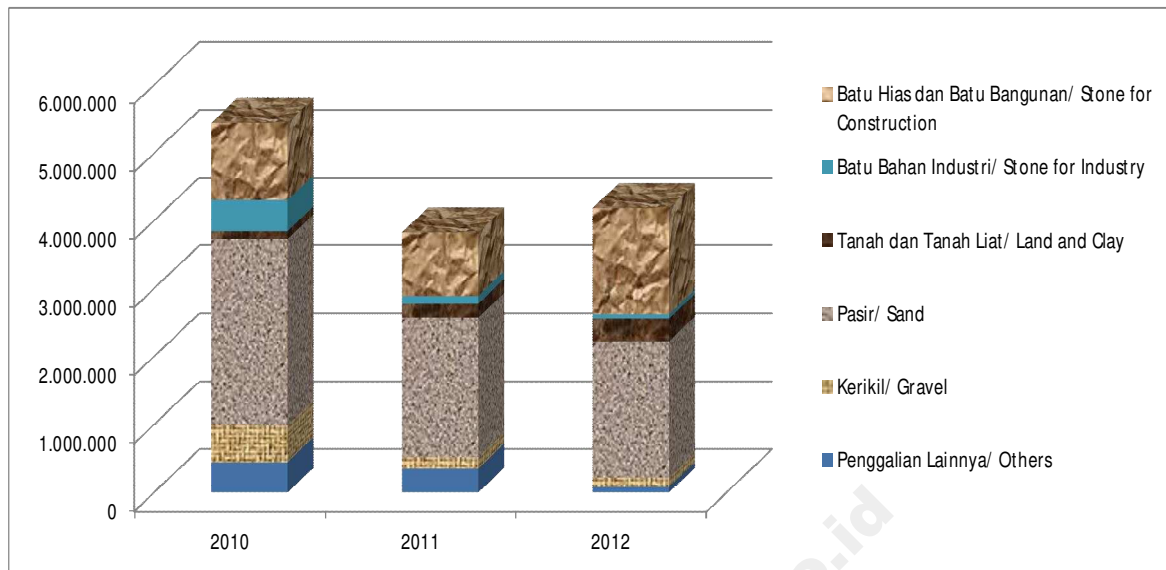 6.000.000
5.000.000
4.000.000
3.000.000
2.000.000
1.000.000
0
2010
2011
2012
Batu Hias dan Batu Bangunan/ Stone for
Construction
Batu Bahan Industri/ Stone for Industry
Tanah dan Tanah Liat/ Land and Clay
Pasir/ Sand
Kerikil/ Gravel
Penggalian Lainnya/ Others
.id